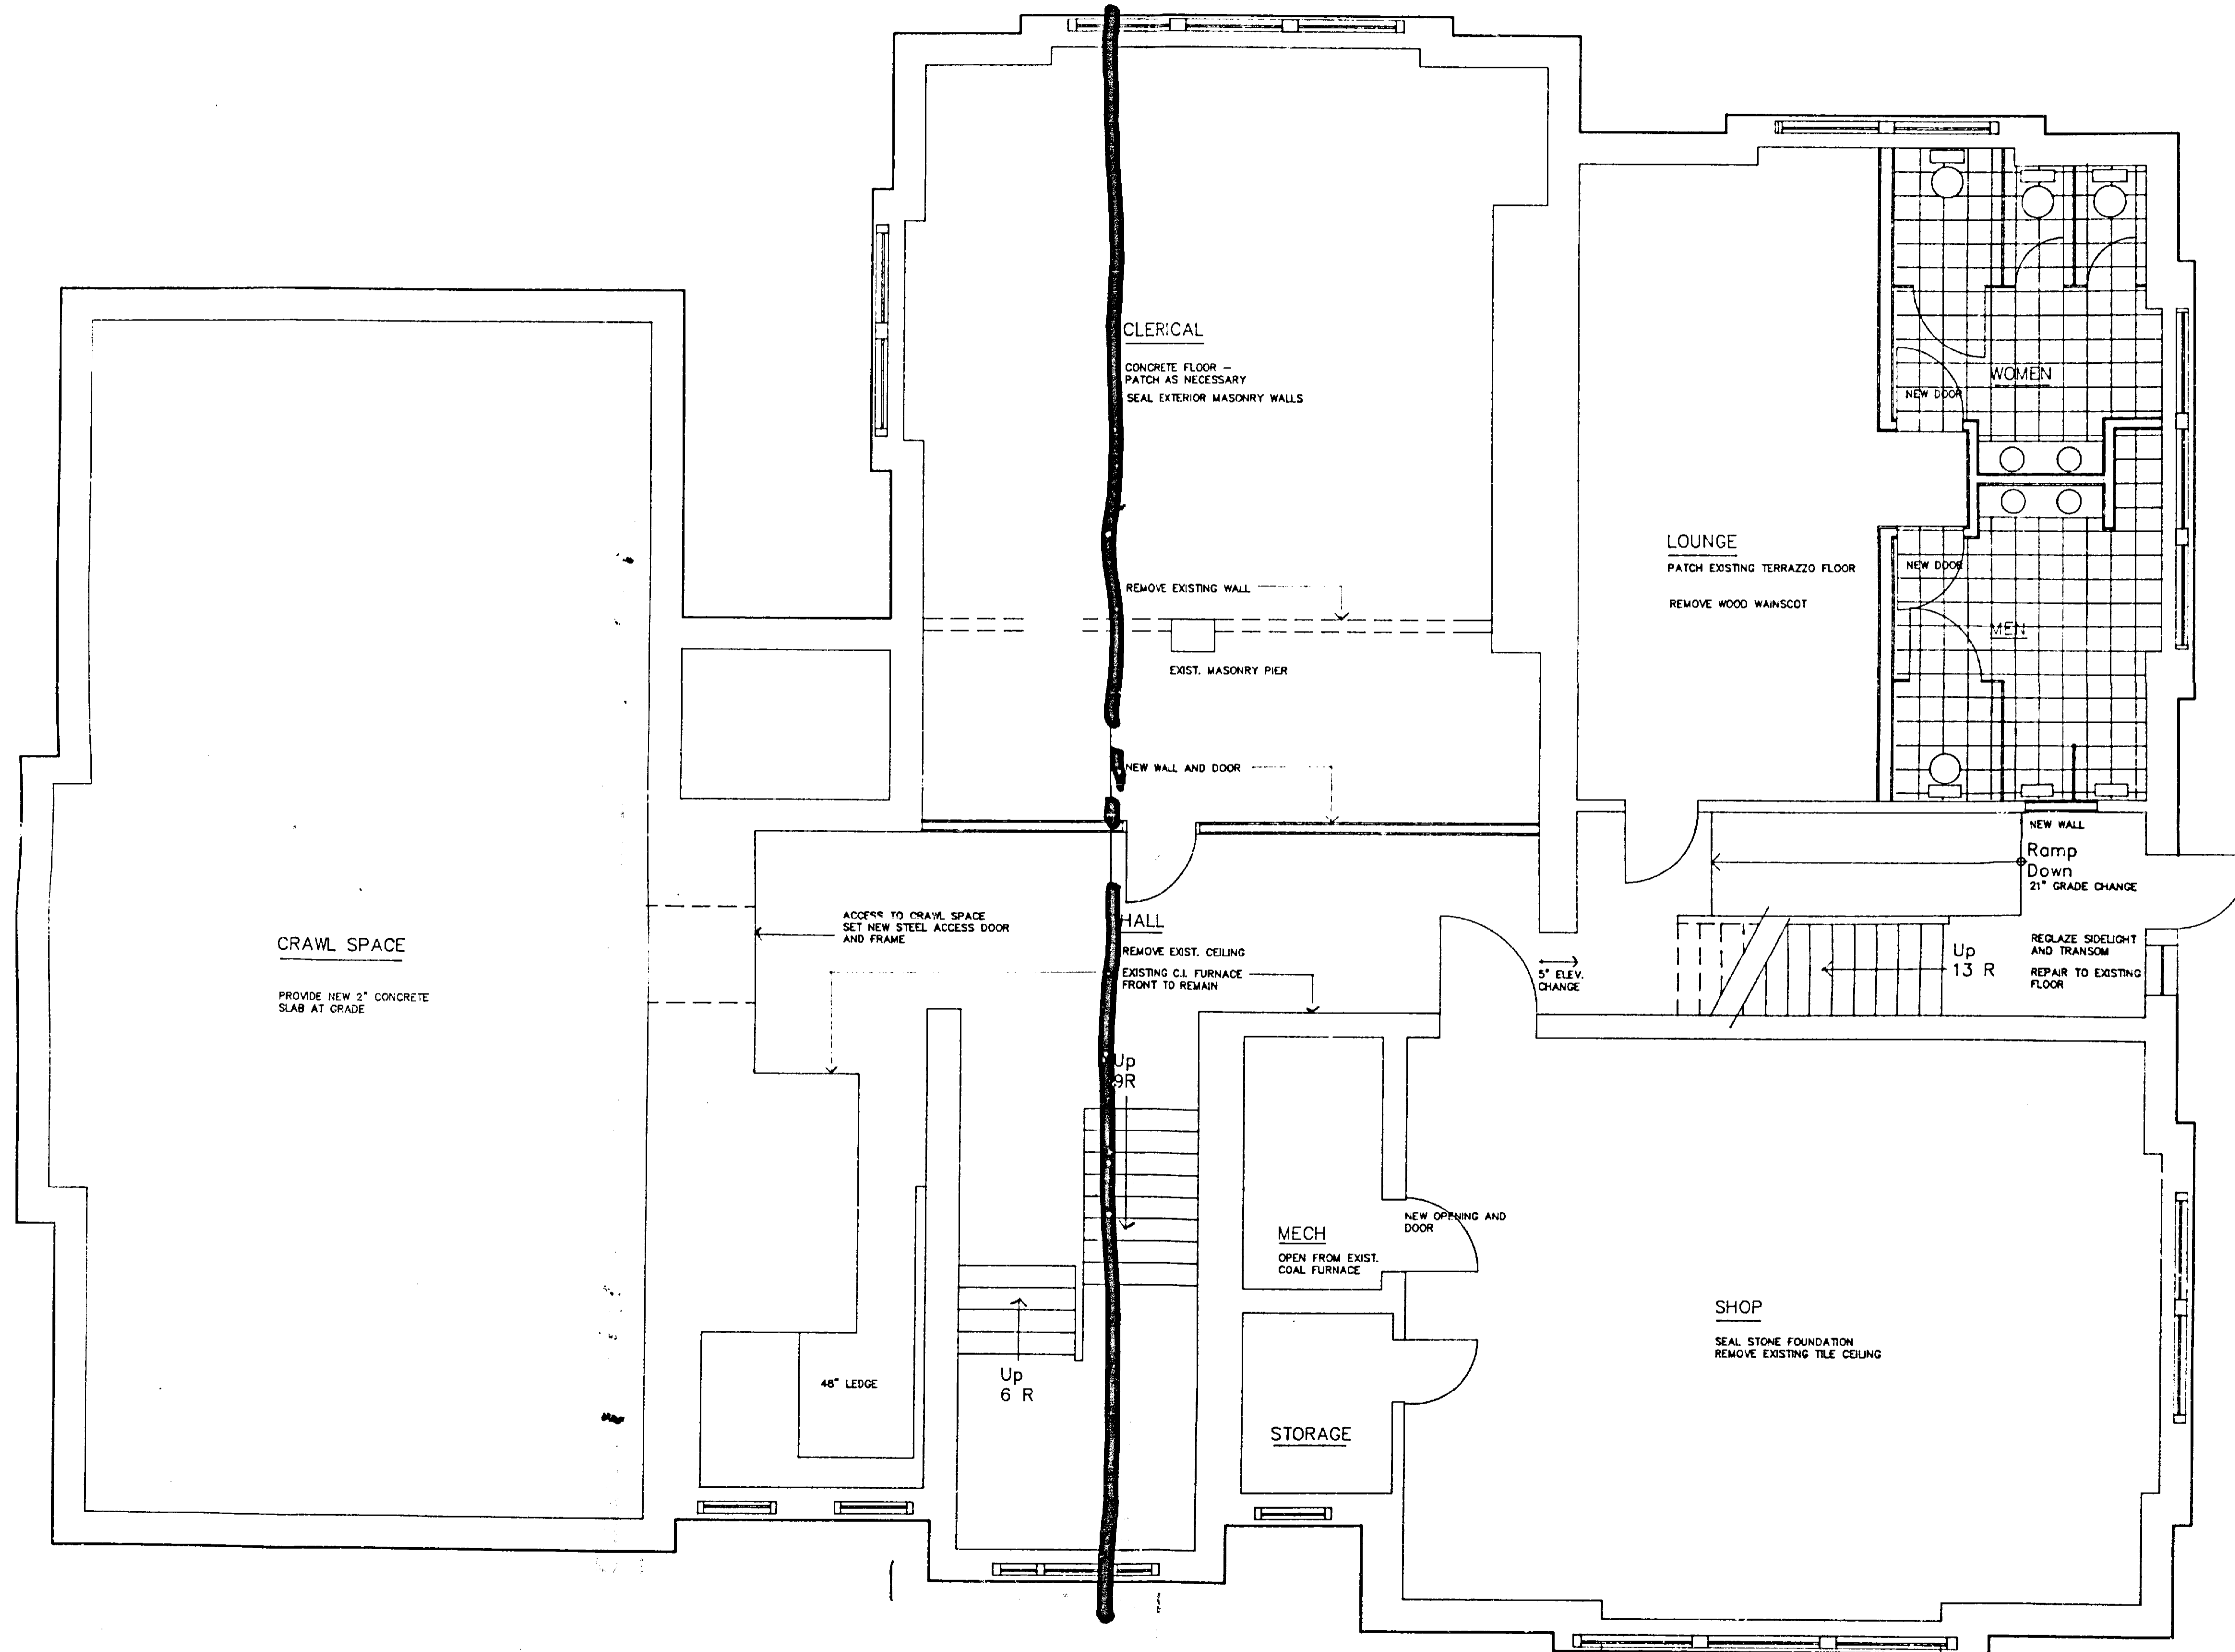 CLERICAL
CONCRETE FLOOR –
PATCH AS NECESSARY
SEAL EXTERIOR MASONRY WALLS
WOMEN
NEW DOOR
LOUNGE
PATCH EXISTING TERRAZZO FLOOR
REMOVE WOOD WAINSCOT
NEW DOOR
MEN
REMOVE EXISTING WALL
EXIST. MASONRY PIER
NEW WALL AND DOOR
NEW WALL
Ramp
Down
21" GRADE CHANGE
CRAWL SPACE
PROVIDE NEW 2" CONCRETE
SLAB AT GRADE
ACCESS TO CRAWL SPACE
SET NEW STEEL ACCESS DOOR
AND FRAME
HALL
REMOVE EXIST. CEILING
EXISTING C.I. FURNACE
FRONT TO REMAIN
5" ELEV.
CHANGE
Up
13 R
REGLAZE SIDELIGHT
AND TRANSOM
REPAIR TO EXISTING
FLOOR
Up
9R
NEW OPENING AND
DOOR
MECH
OPEN FROM EXIST.
COAL FURNACE
SHOP
SEAL STONE FOUNDATION
REMOVE EXISTING TILE CEILING
48" LEDGE
Up
6 R
STORAGE